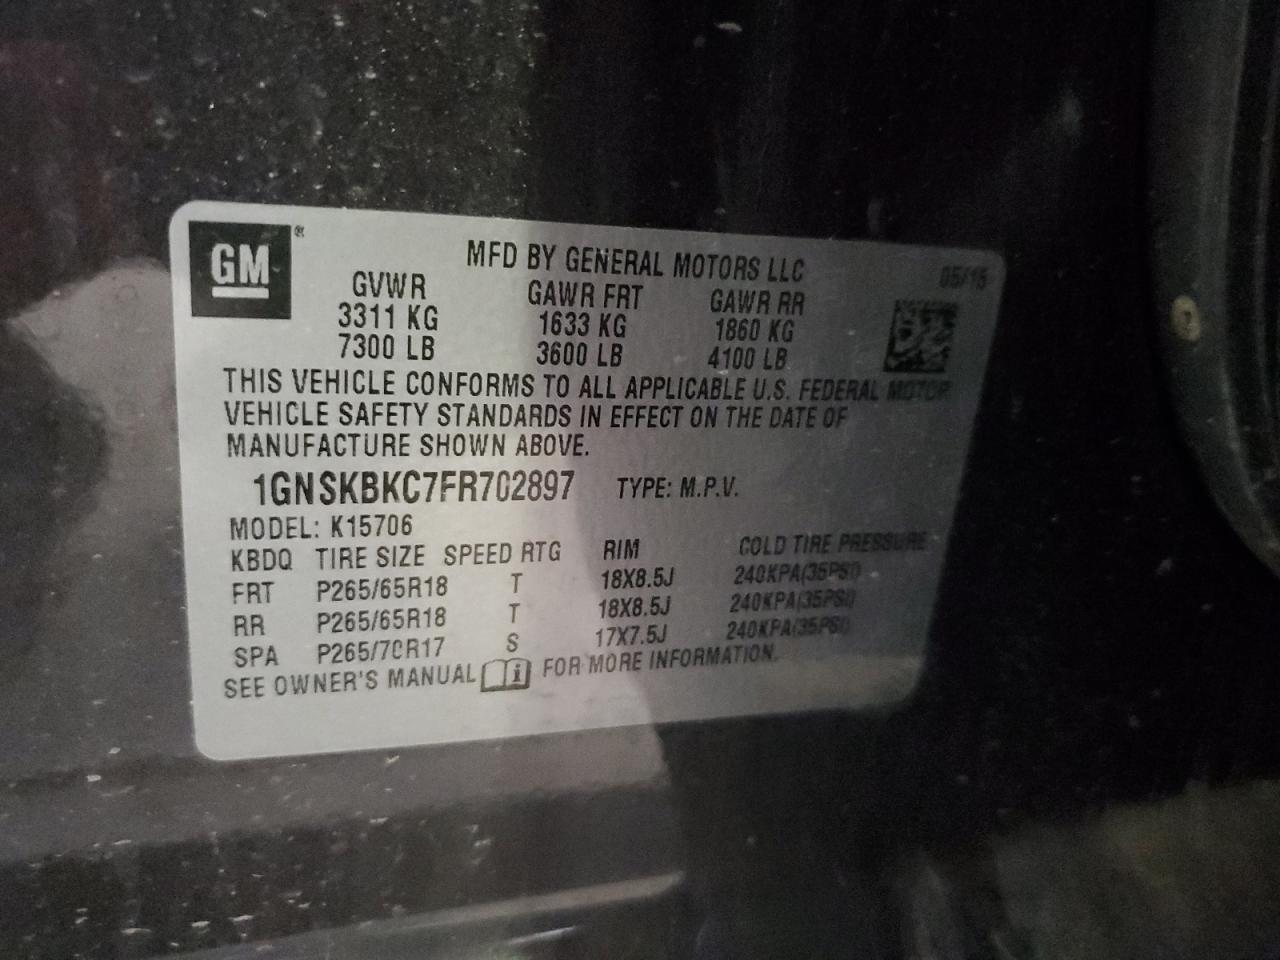 GM®
MFD BY GENERAL MOTORS LLC 05/15
GVWR GAWR FRT GAWR RR
3311 KG 1633 KG 1860 KG
7300 LB 3600 LB 4100 LB
THIS VEHICLE CONFORMS TO ALL APPLICABLE U.S. FEDERAL MOTOR
VEHICLE SAFETY STANDARDS IN EFFECT ON THE DATE OF
MANUFACTURE SHOWN ABOVE.
1GNSKBKC7FR702897 TYPE: M.P.V.
MODEL: K15706
KBDQ TIRE SIZE SPEED RTG RIM COLD TIRE PRESSURE
FRT P265/65R18 T 18X8.5J 240KPA(35PSI)
RR P265/65R18 T 18X8.5J 240KPA(35PSI)
SPA P265/70R17 S 17X7.5J 240KPA(35PSI)
SEE OWNER'S MANUAL i FOR MORE INFORMATION.